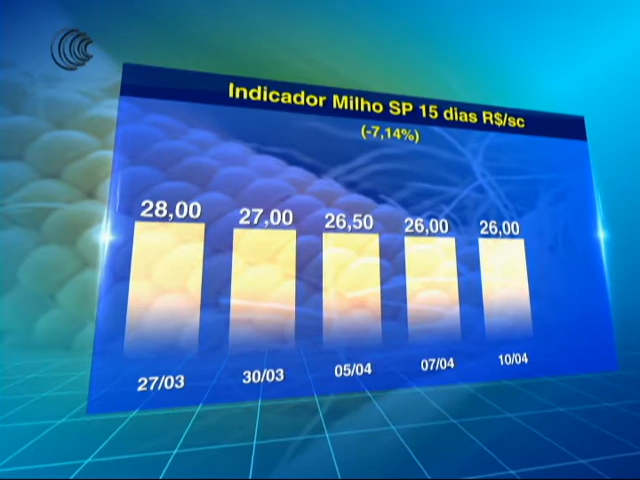 Indicador Milho SP 15 dias R$/sc
(-7,14%)
28,00 27,00 26,50 26,00 26,00
27/03 30/03 05/04 07/04 10/04